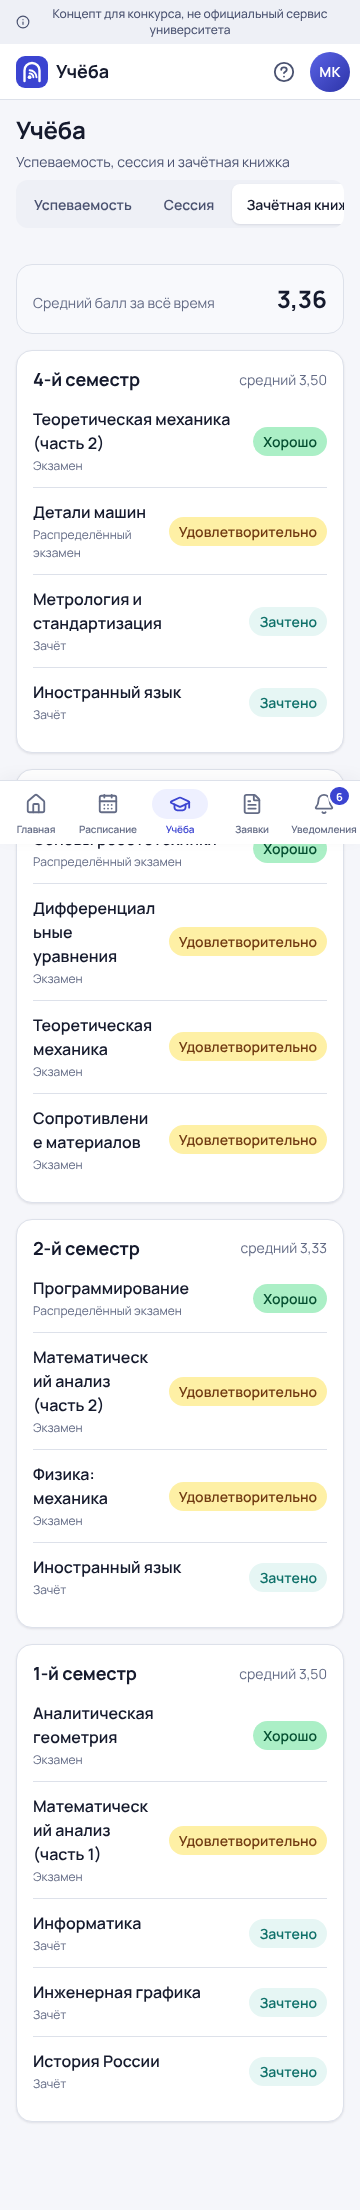 Концепт для конкурса, не официальный сервис
университета
Учёба
МК
Учёба
Успеваемость, сессия и зачётная книжка
Успеваемость
Сессия
Зачётная книж
Средний балл за всё время
3,36
4-й семестр
средний 3,50
Теоретическая механика
(часть 2)
Экзамен
Хорошо
Детали машин
Распределённый
экзамен
Удовлетворительно
Метрология и
стандартизация
Зачёт
Зачтено
Иностранный язык
Зачёт
Зачтено
6
Главная
Расписание
Учёба
Заявки
Уведомления
Распределённый экзамен
Хорошо
Дифференциал
ьные
уравнения
Экзамен
Удовлетворительно
Теоретическая
механика
Экзамен
Удовлетворительно
Сопротивлени
е материалов
Экзамен
Удовлетворительно
2-й семестр
средний 3,33
Программирование
Распределённый экзамен
Хорошо
Математическ
ий анализ
(часть 2)
Экзамен
Удовлетворительно
Физика:
механика
Экзамен
Удовлетворительно
Иностранный язык
Зачёт
Зачтено
1-й семестр
средний 3,50
Аналитическая
геометрия
Экзамен
Хорошо
Математическ
ий анализ
(часть 1)
Экзамен
Удовлетворительно
Информатика
Зачёт
Зачтено
Инженерная графика
Зачёт
Зачтено
История России
Зачёт
Зачтено